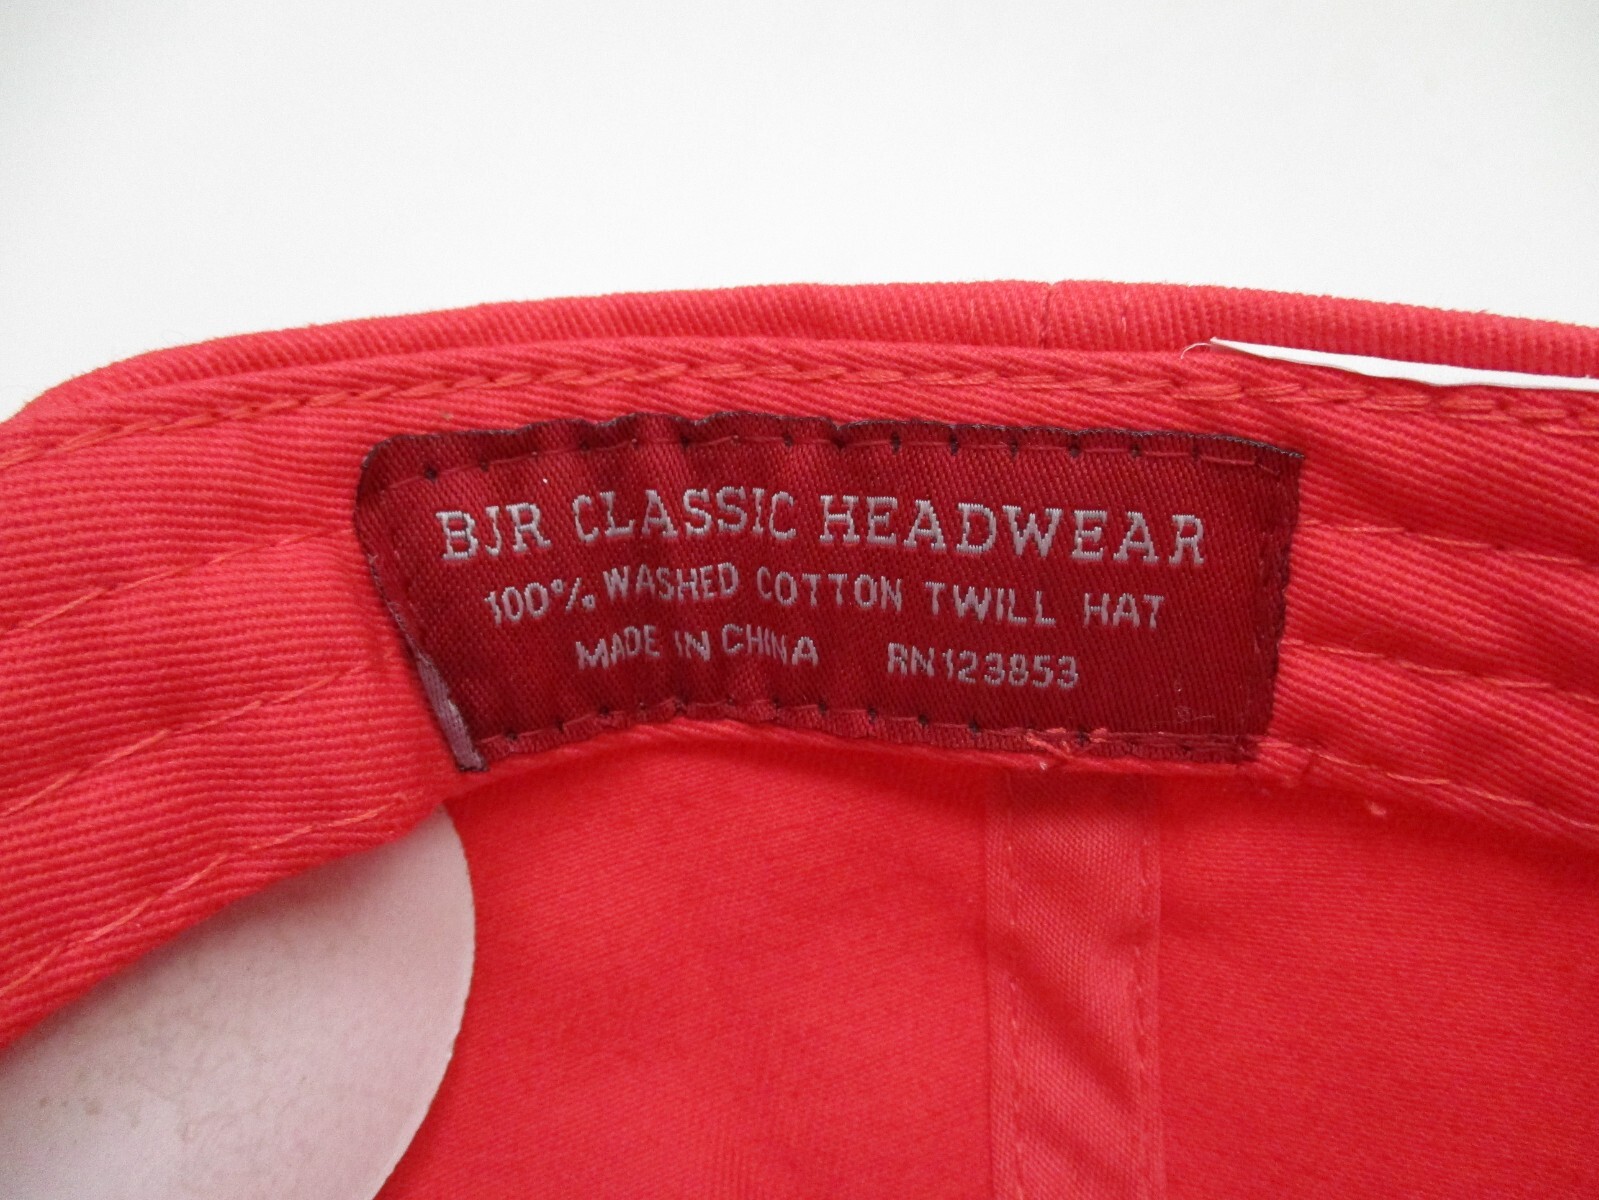 BJR CLASSIC HEADWEAR
100% WASHED COTTON TWILL HAT
MADE IN CHINA RN123853